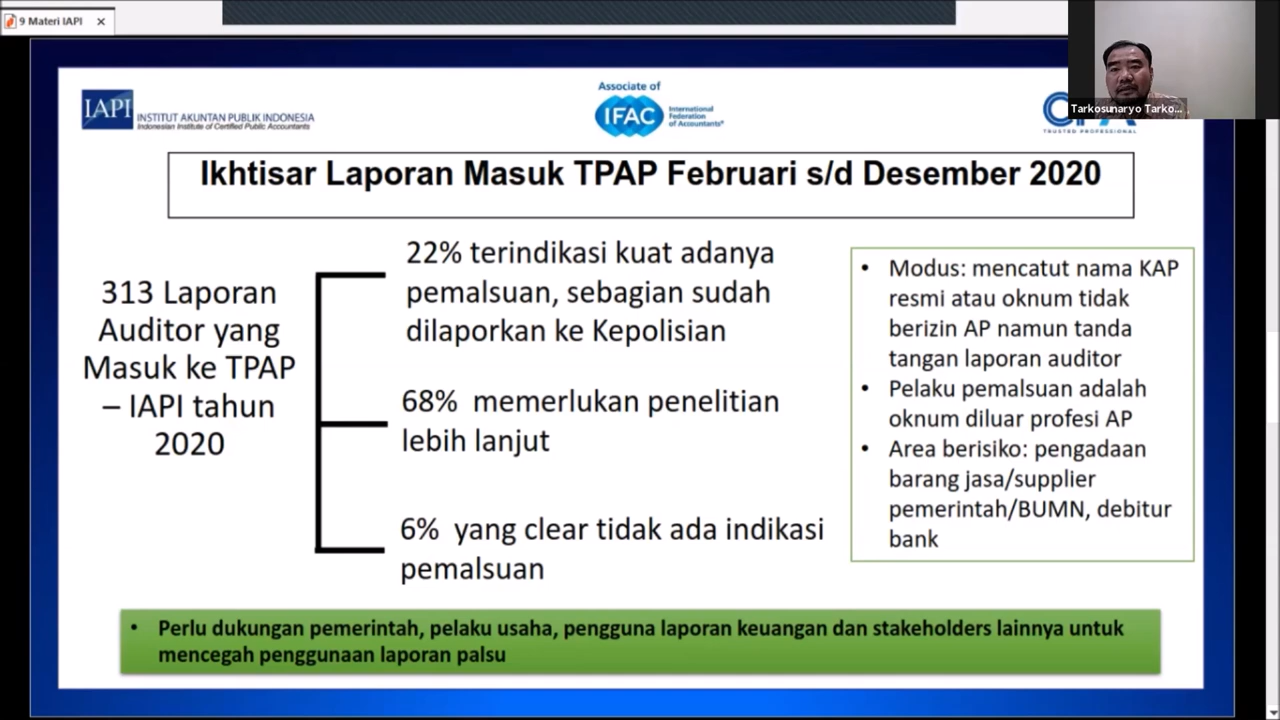 9 Materi IAPI
Tarkosunaryo Tarko...
IAPI
INSTITUT AKUNTAN PUBLIK INDONESIA
Indonesian Institute of Certified Public Accountants
Associate of
IFAC
International
Federation
of Accountants®
TRUSTED PROFESSIONAL
Ikhtisar Laporan Masuk TPAP Februari s/d Desember 2020
313 Laporan
Auditor yang
Masuk ke TPAP
– IAPI tahun
2020
22% terindikasi kuat adanya
pemalsuan, sebagian sudah
dilaporkan ke Kepolisian
68% memerlukan penelitian
lebih lanjut
6% yang clear tidak ada indikasi
pemalsuan
• Modus: mencatut nama KAP
resmi atau oknum tidak
berizin AP namun tanda
tangan laporan auditor
• Pelaku pemalsuan adalah
oknum diluar profesi AP
• Area berisiko: pengadaan
barang jasa/supplier
pemerintah/BUMN, debitur
bank
• Perlu dukungan pemerintah, pelaku usaha, pengguna laporan keuangan dan stakeholders lainnya untuk
mencegah penggunaan laporan palsu